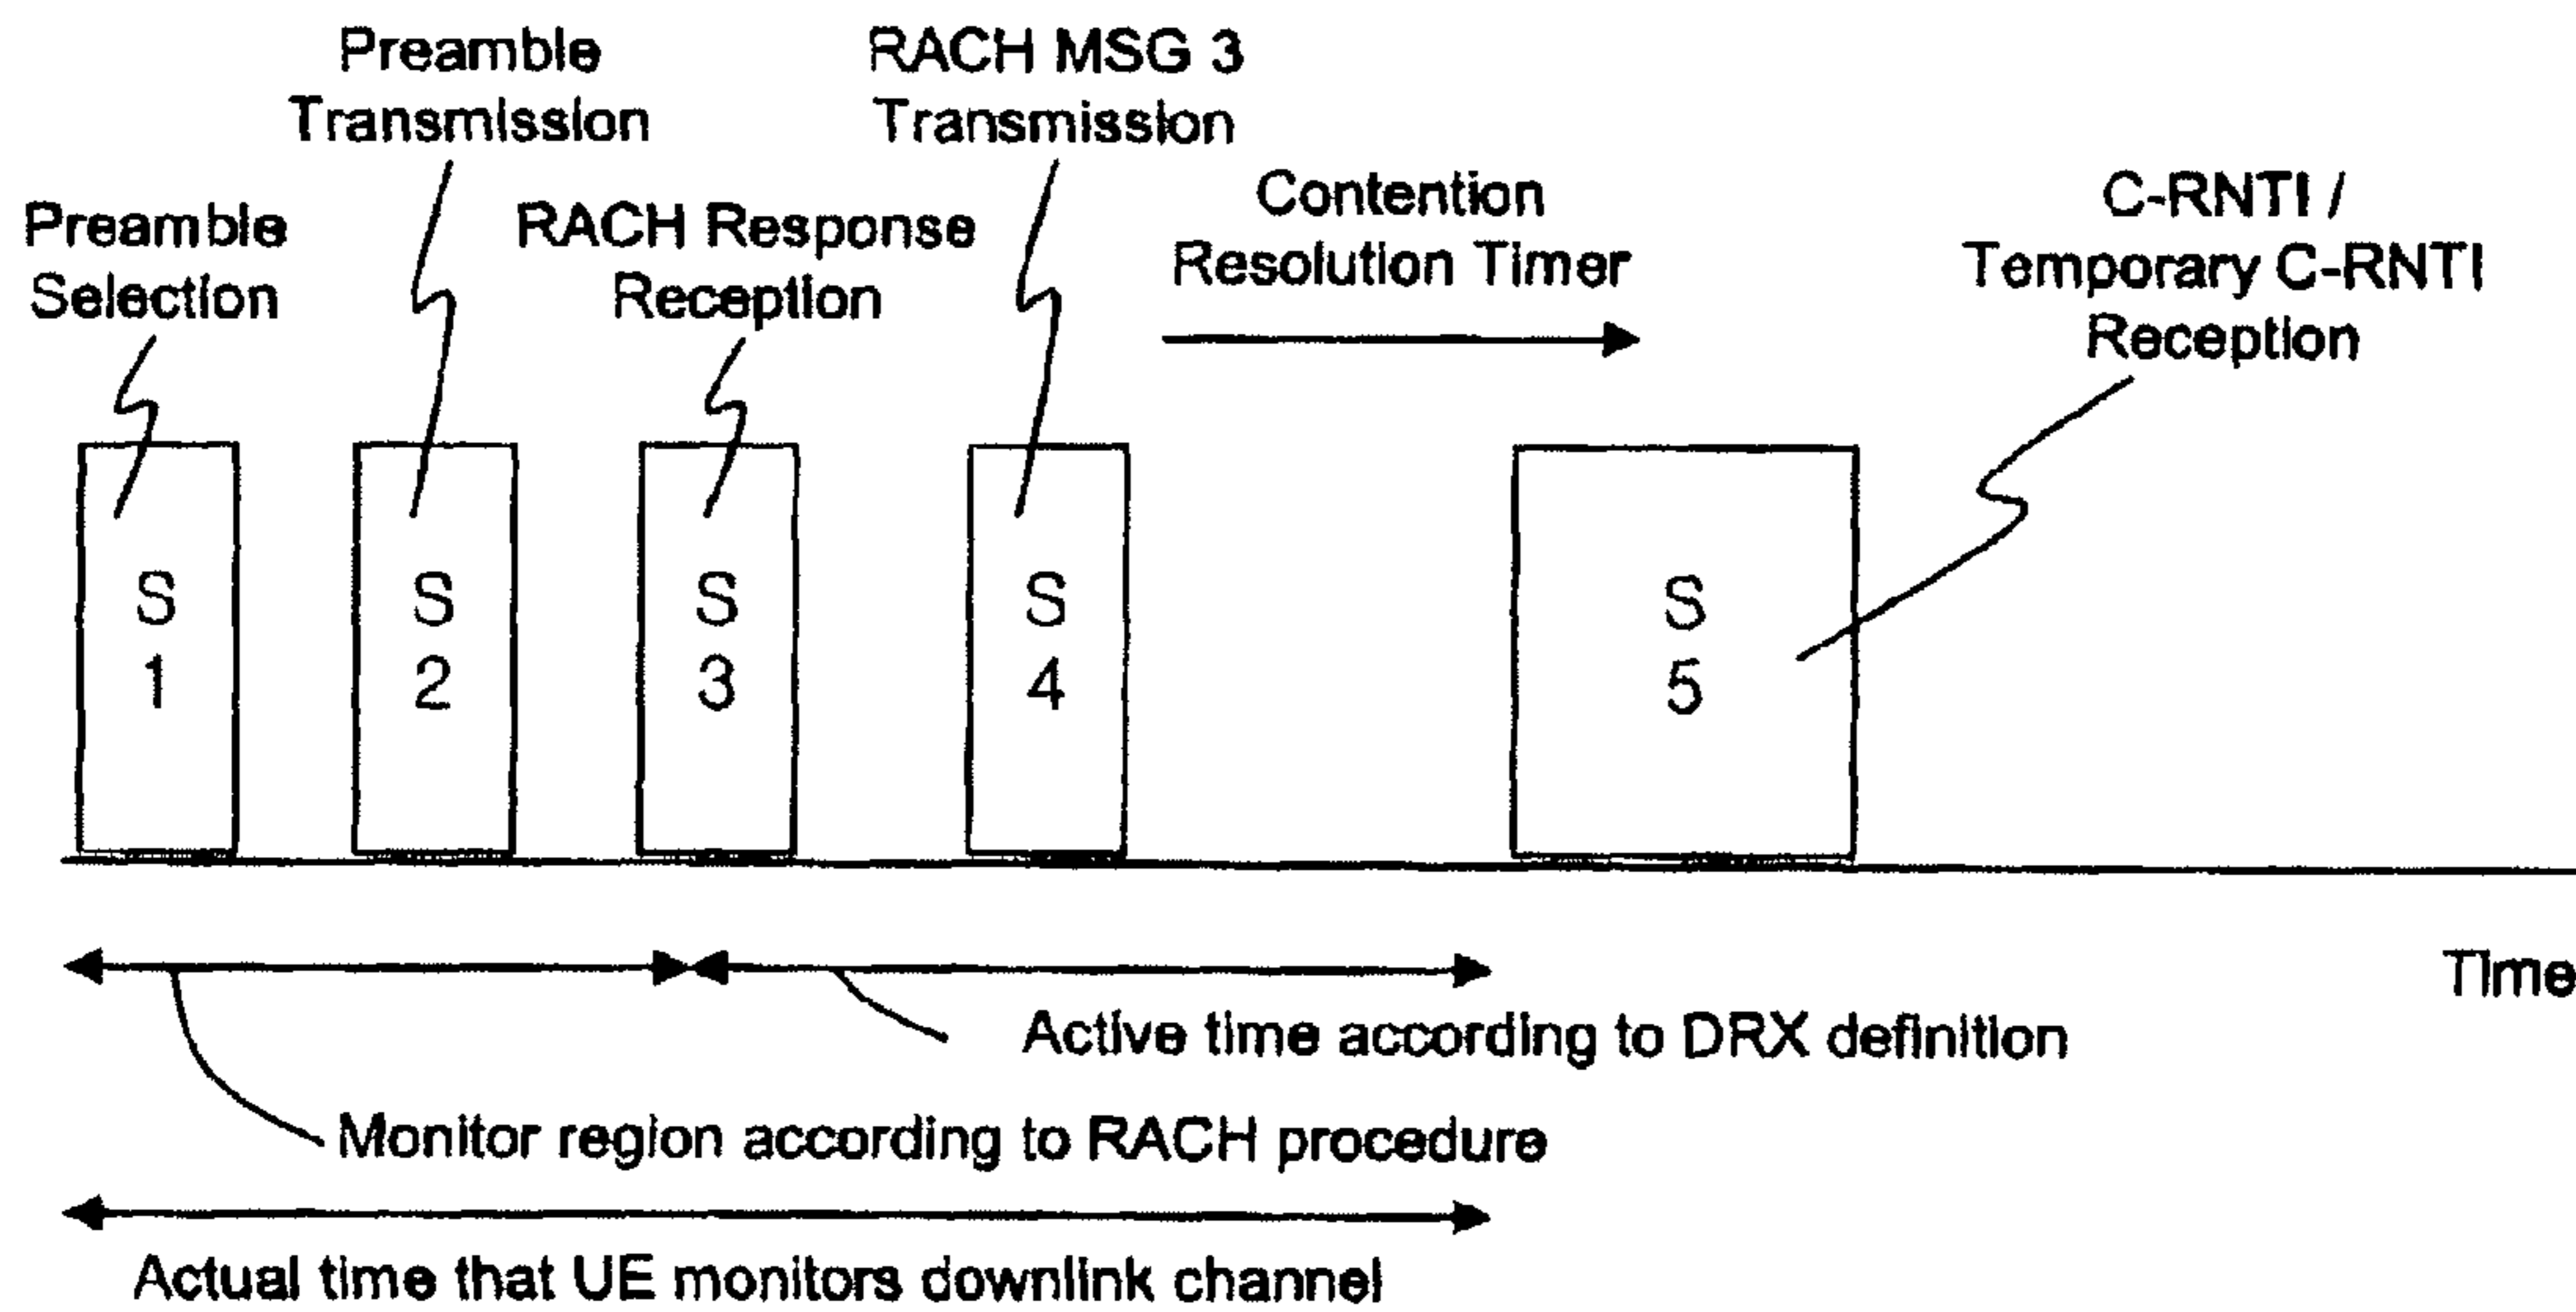 Preamble
Transmission
RACH MSG 3
Transmission
Preamble
Selection
RACH Response
Reception
Contention
Resolution Timer
C-RNTI /
Temporary C-RNTI
Reception
S
1
S
2
S
3
S
4
S
5
Time
Active time according to DRX definition
Monitor region according to RACH procedure
Actual time that UE monitors downlink channel